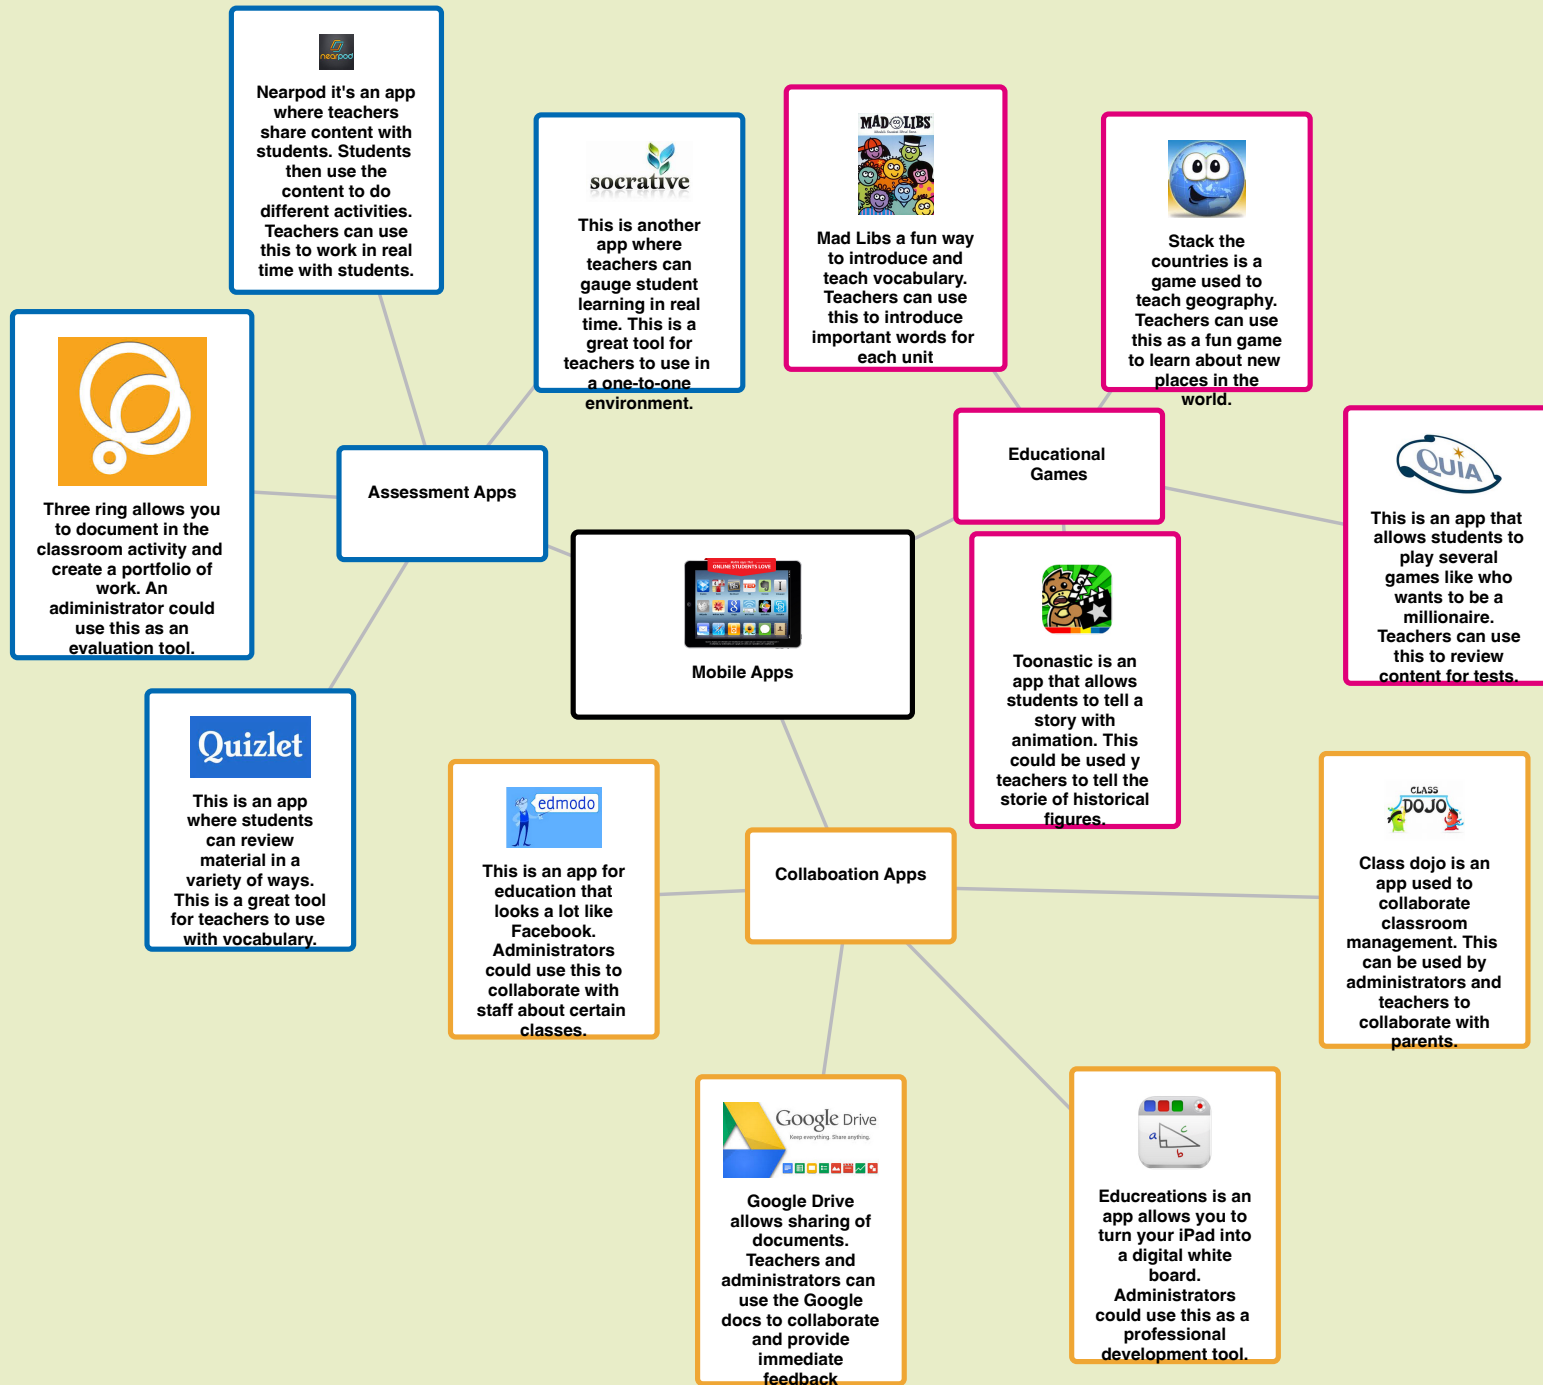 nearpod
Nearpod it's an app
where teachers
share content with
students. Students
then use the
content to do
different activities.
Teachers can use
this to work in real
time with students.
socrative
This is another
app where
teachers can
gauge student
learning in real
time. This is a
great tool for
teachers to use in
a one-to-one
environment.
MAD LIBS
Mad Libs a fun way
to introduce and
teach vocabulary.
Teachers can use
this to introduce
important words for
each unit
Stack the
countries is a
game used to
teach geography.
Teachers can use
this as a fun game
to learn about new
places in the
world.
Three ring allows you
to document in the
classroom activity and
create a portfolio of
work. An
adiministrator could
use this as an
evaluation tool.
Assessment Apps
Educational
Games
QUIA
This is an app that
allows students to
play several
games like who
wants to be a
millionaire.
Teachers can use
this to review
content for tests.
ONLINE STUDENTS LOVE
TED
Mobile Apps
Toonastic is an
app that allows
students to tell a
story with
animation. This
could be used y
teachers to tell the
storie of historical
figures.
Quizlet
This is an app
where students
can review
material in a
variety of ways.
This is a great tool
for teachers to use
with vocabulary.
edmodo
This is an app for
education that
looks a lot like
Facebook.
Administrators
could use this to
collaborate with
staff about certain
classes.
Collaboation Apps
CLASS
DOJO
Class dojo is an
app used to
collaborate
classroom
management. This
can be used by
administrators and
teachers to
collaborate with
parents.
Google Drive
Keep everything. Share anything.
Google Drive
allows sharing of
documents.
Teachers and
administrators can
use the Google
docs to collaborate
and provide
immediate
feedback
a
c
b
Educreations is an
app allows you to
turn your iPad into
a digital white
board.
Administrators
could use this as a
professional
development tool.